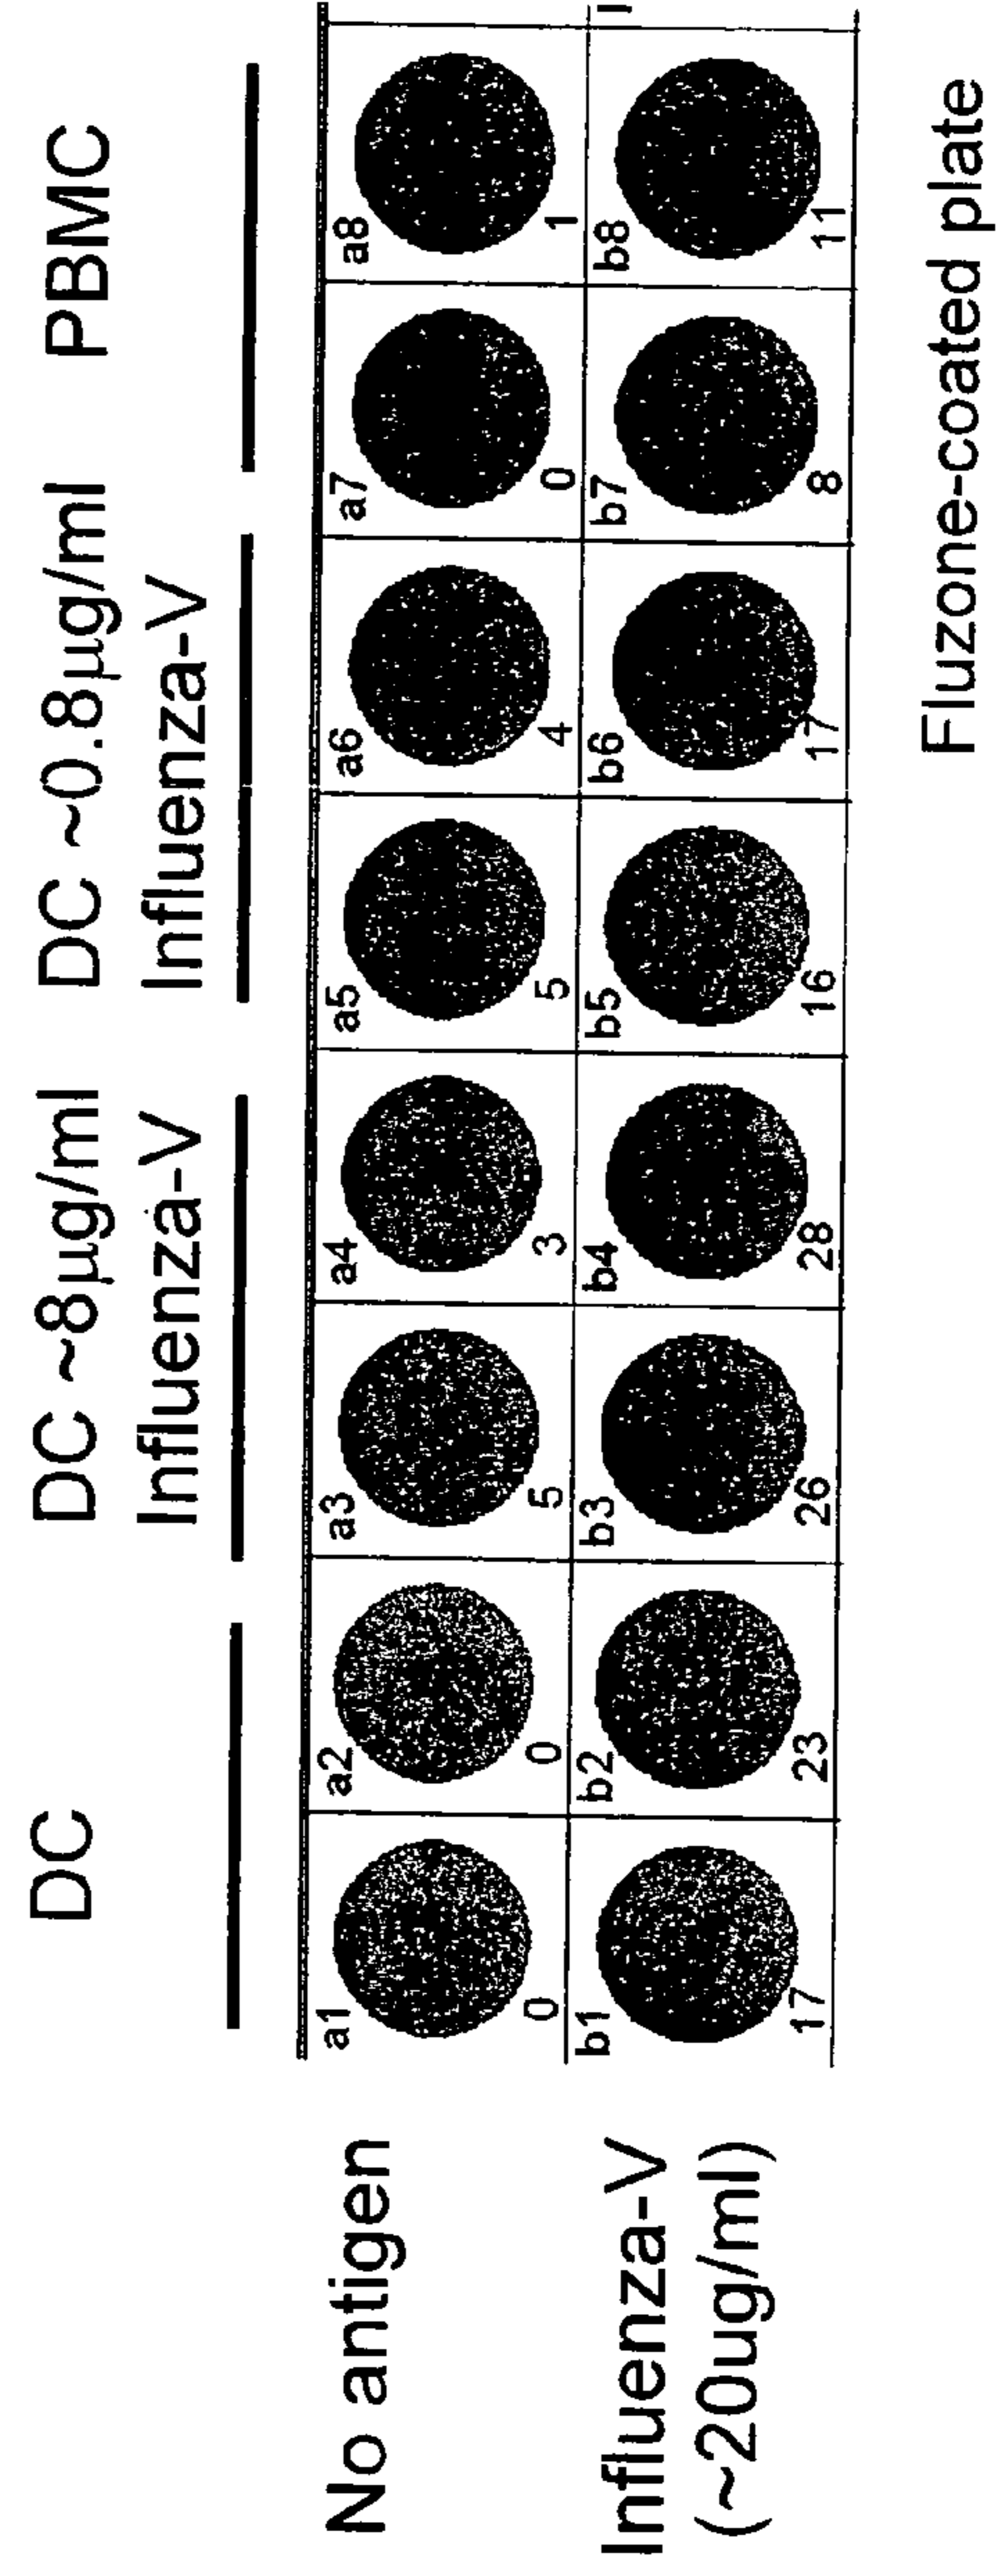 DC
DC ~8µg/ml
Influenza-V
DC ~0.8µg/ml
Influenza-V
PBMC
No antigen
a1 a2 a3 a4 a5 a6 a7 a8
0 0 5 3 5 4 0 1
Influenza-V
(~20ug/ml)
b1 b2 b3 b4 b5 b6 b7 b8
17 23 26 28 16 17 8 11
Fluzone-coated plate